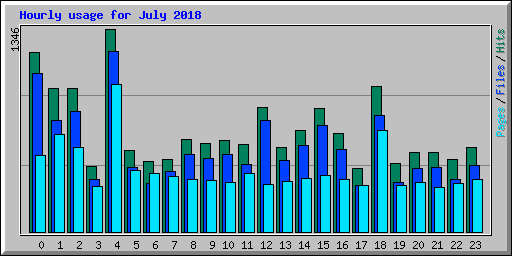 Hourly usage for July 2018
1346
Pages/Files/Hits
0 1 2 3 4 5 6 7 8 9 10 11 12 13 14 15 16 17 18 19 20 21 22 23